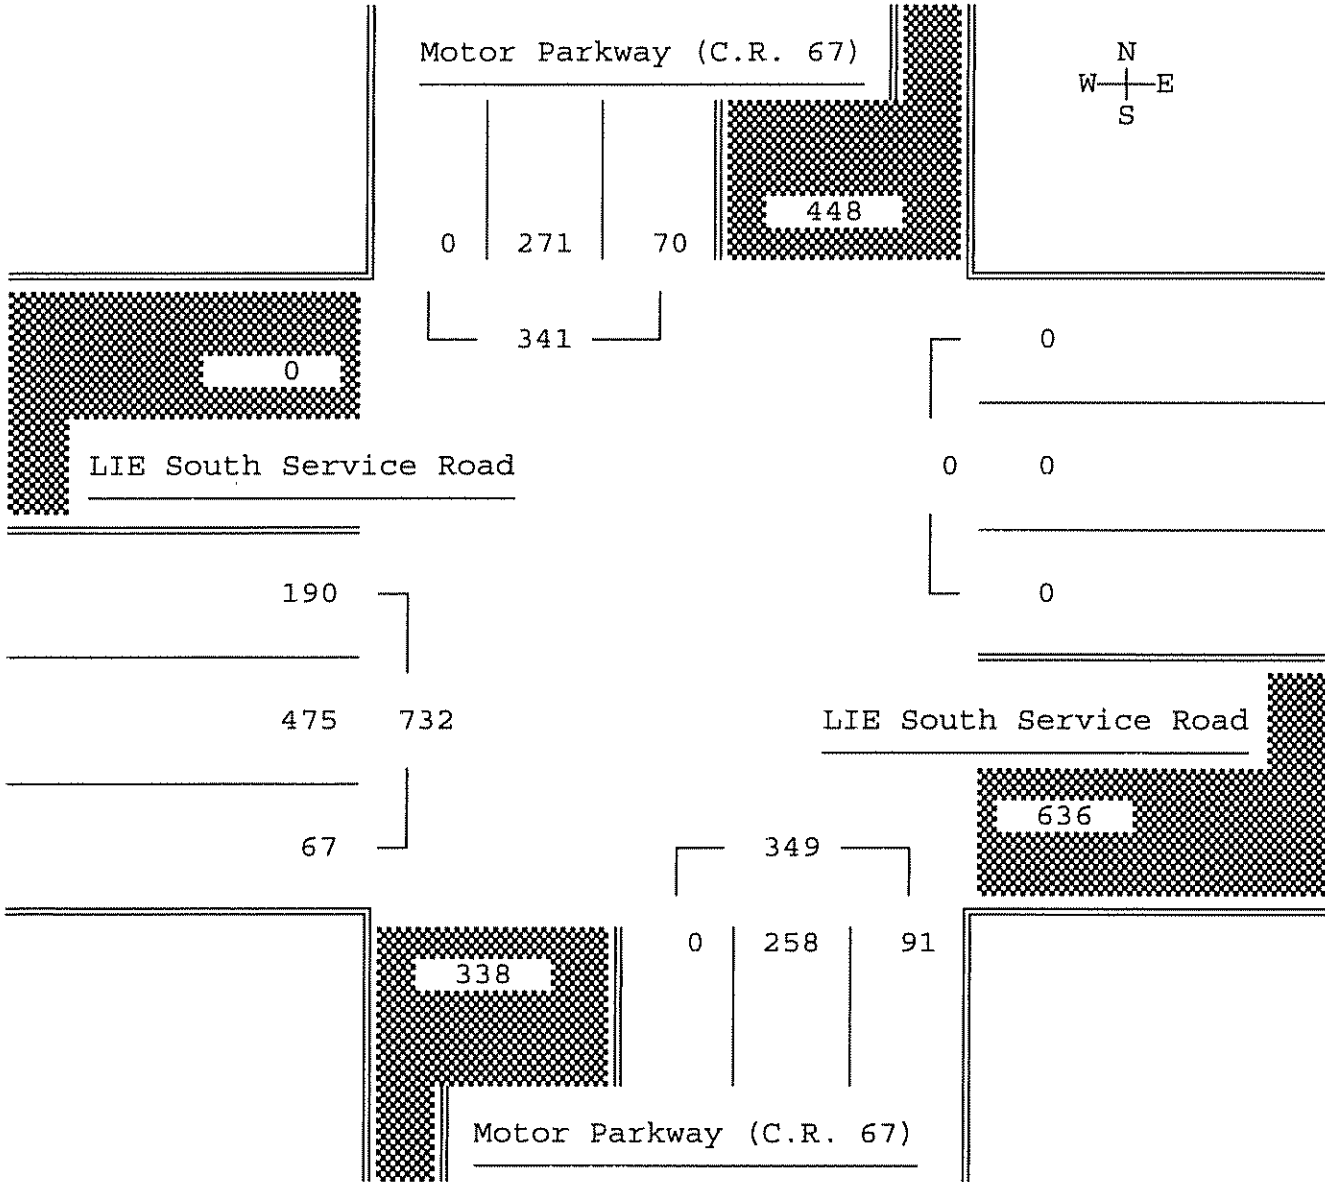 Motor Parkway (C.R. 67)
N
W E
S
448
0 271 70
341
0
0
LIE South Service Road
0 0
190
0
475 732
LIE South Service Road
636
67
349
0 258 91
338
Motor Parkway (C.R. 67)